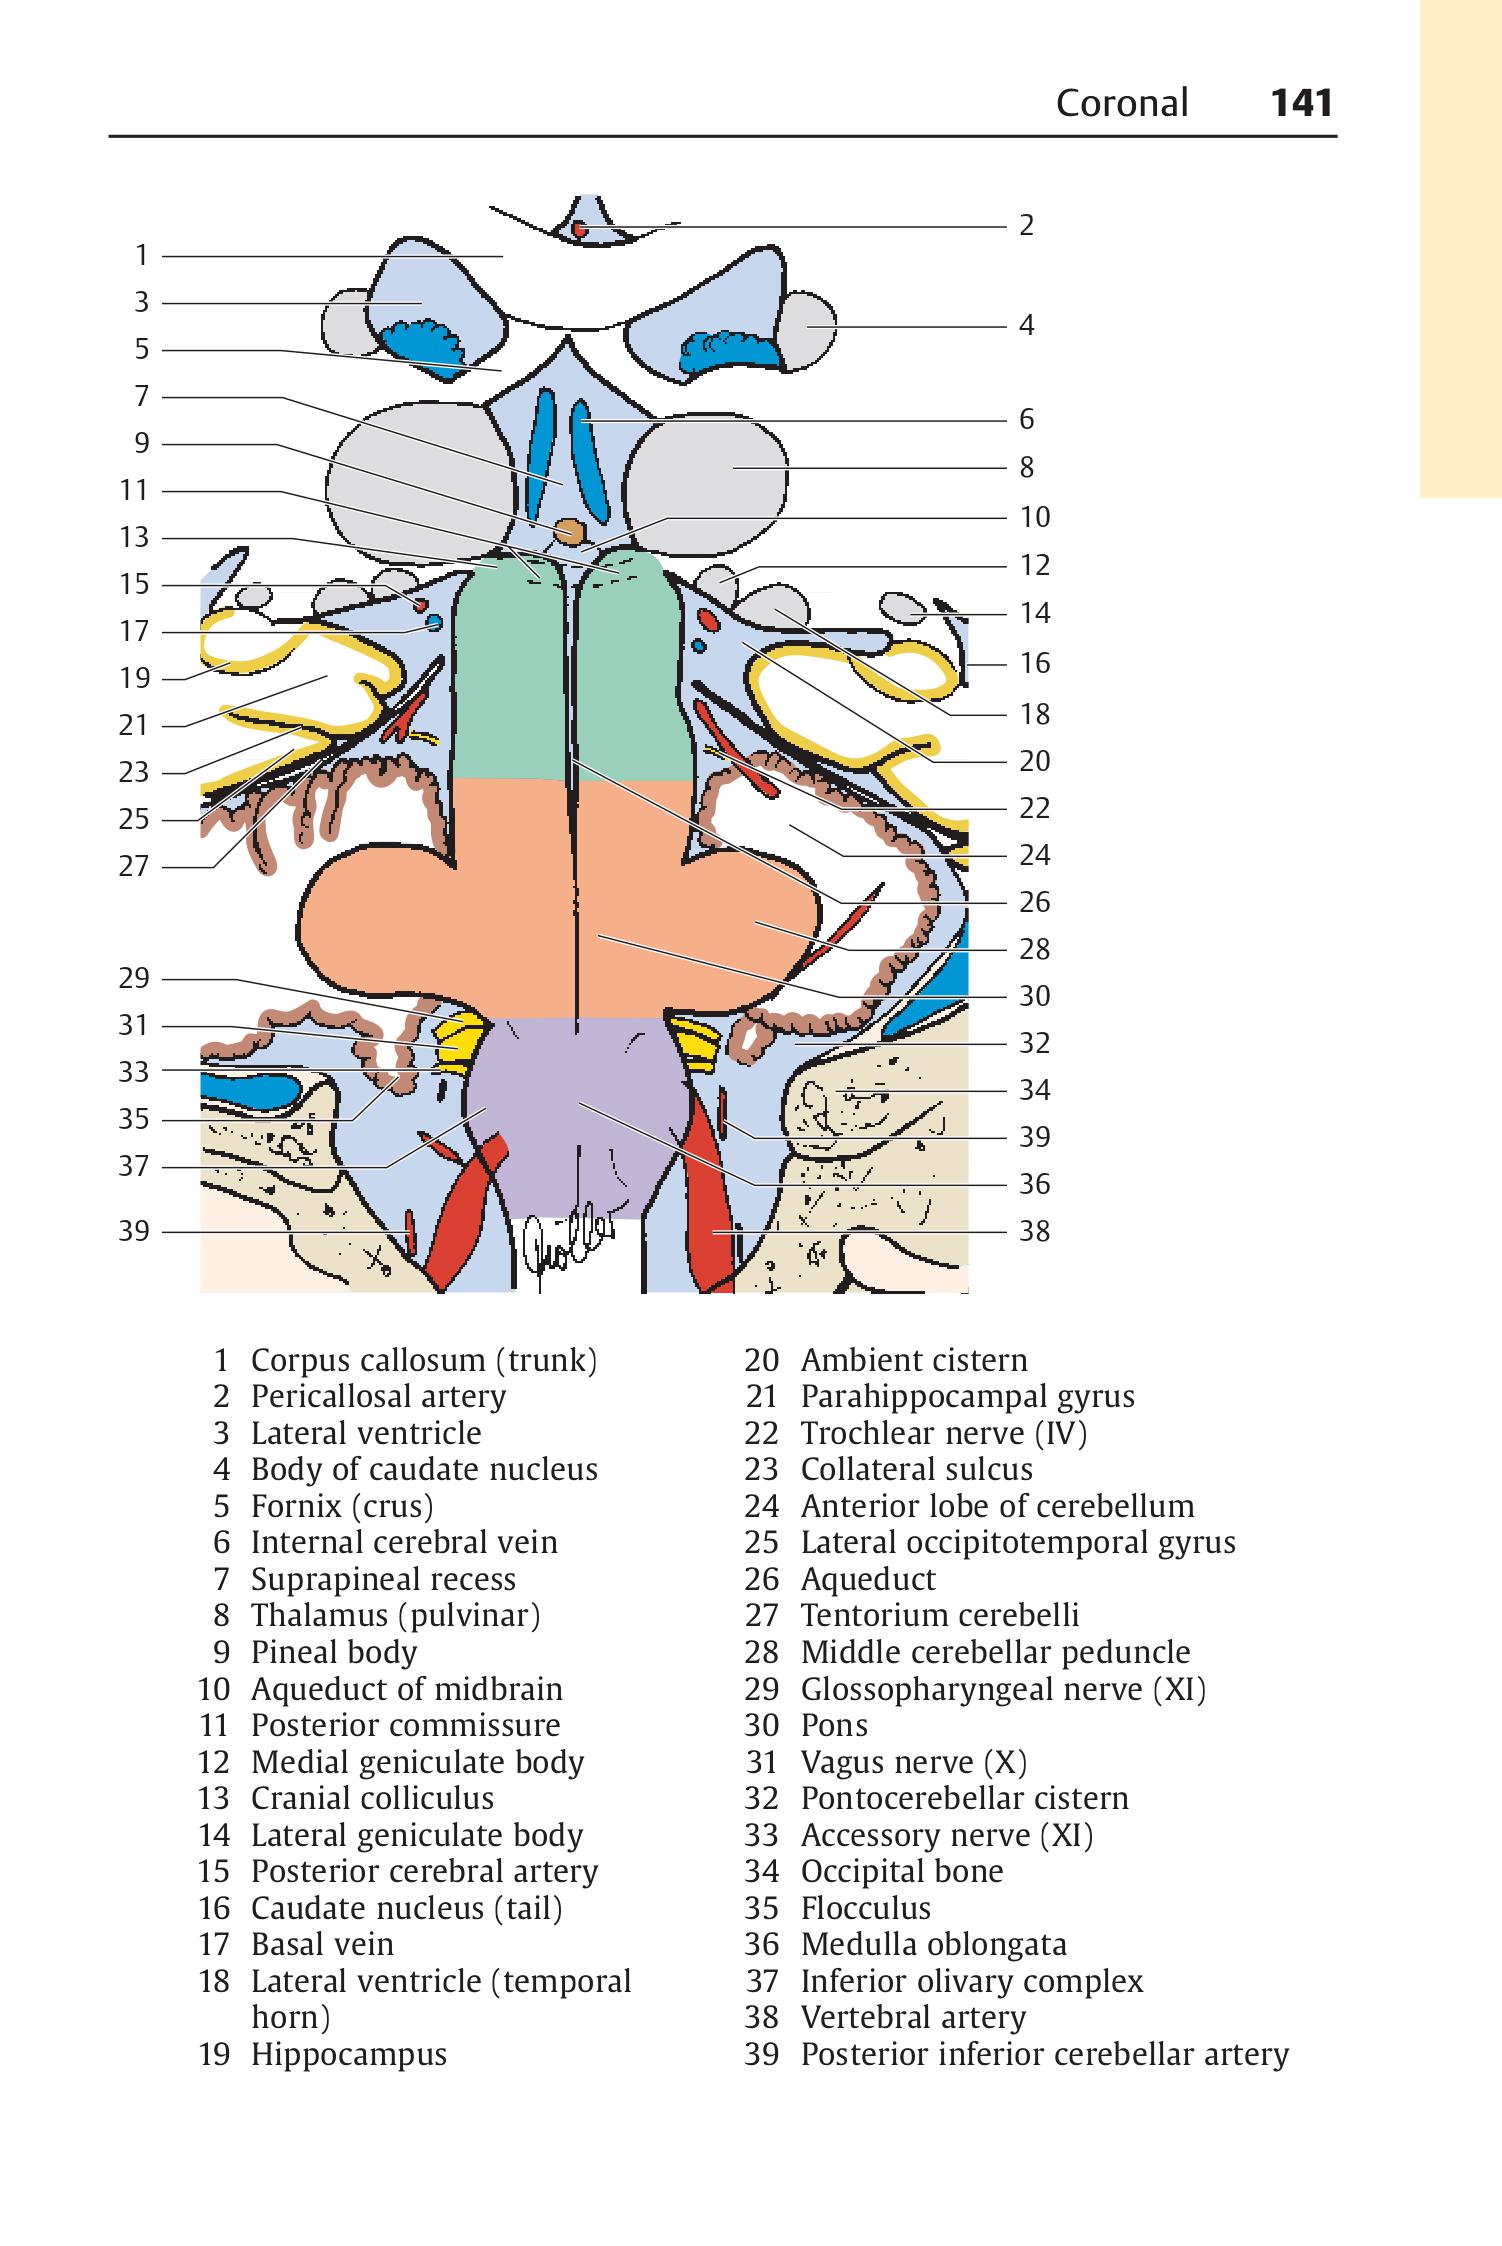 Coronal 141
2
1
3
4
5
7
6
9
8
11
10
13
12
15
14
17
16
19
18
21
20
23
22
25
24
27
26
28
29
30
31
32
33
34
35
39
37
36
39
38
1 Corpus callosum (trunk)
2 Pericallosal artery
3 Lateral ventricle
4 Body of caudate nucleus
5 Fornix (crus)
6 Internal cerebral vein
7 Suprapineal recess
8 Thalamus (pulvinar)
9 Pineal body
10 Aqueduct of midbrain
11 Posterior commissure
12 Medial geniculate body
13 Cranial colliculus
14 Lateral geniculate body
15 Posterior cerebral artery
16 Caudate nucleus (tail)
17 Basal vein
18 Lateral ventricle (temporal
horn)
19 Hippocampus
20 Ambient cistern
21 Parahippocampal gyrus
22 Trochlear nerve (IV)
23 Collateral sulcus
24 Anterior lobe of cerebellum
25 Lateral occipitotemporal gyrus
26 Aqueduct
27 Tentorium cerebelli
28 Middle cerebellar peduncle
29 Glossopharyngeal nerve (XI)
30 Pons
31 Vagus nerve (X)
32 Pontocerebellar cistern
33 Accessory nerve (XI)
34 Occipital bone
35 Flocculus
36 Medulla oblongata
37 Inferior olivary complex
38 Vertebral artery
39 Posterior inferior cerebellar artery